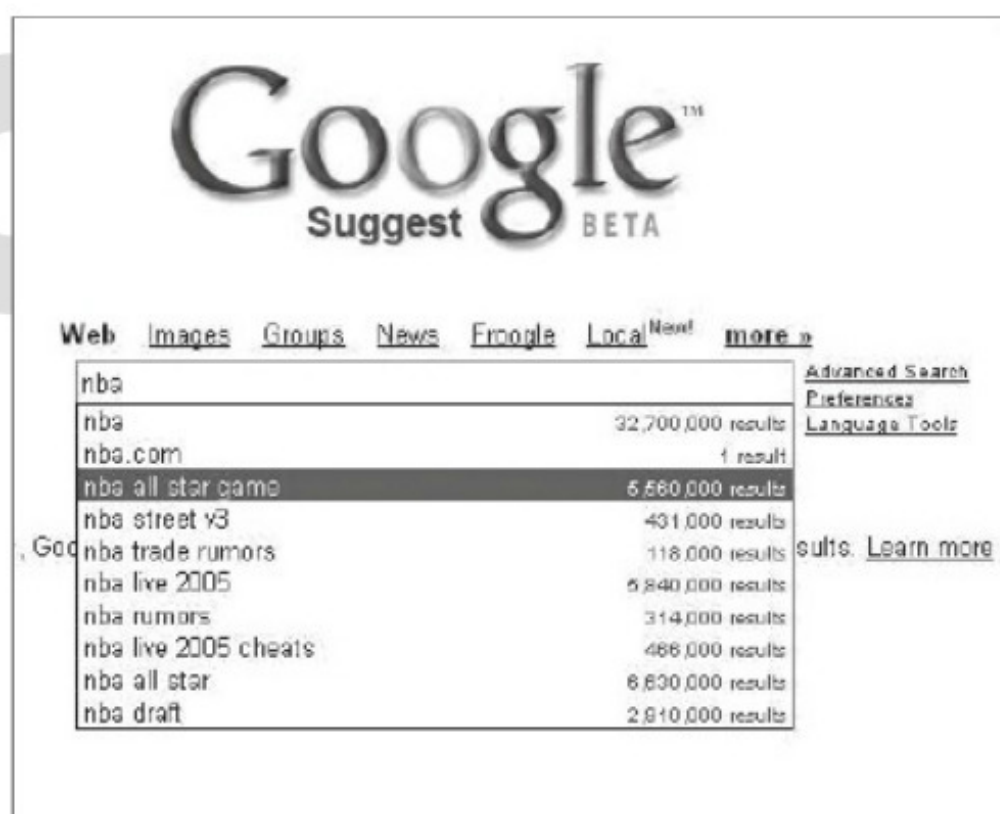 Google™
Suggest BETA
Web Images Groups News Froogle Local New! more »
nba
Advanced Search
Preferences
Language Tools
nba 32,700,000 results
nba.com 1 result
nba all star game 5,560,000 results
nba street v3 431,000 results
nba trade rumors 118,000 results
nba live 2005 5,840,000 results
nba rumors 314,000 results
nba live 2005 cheats 466,000 results
nba all star 6,630,000 results
nba draft 2,910,000 results
. Goo sults. Learn more